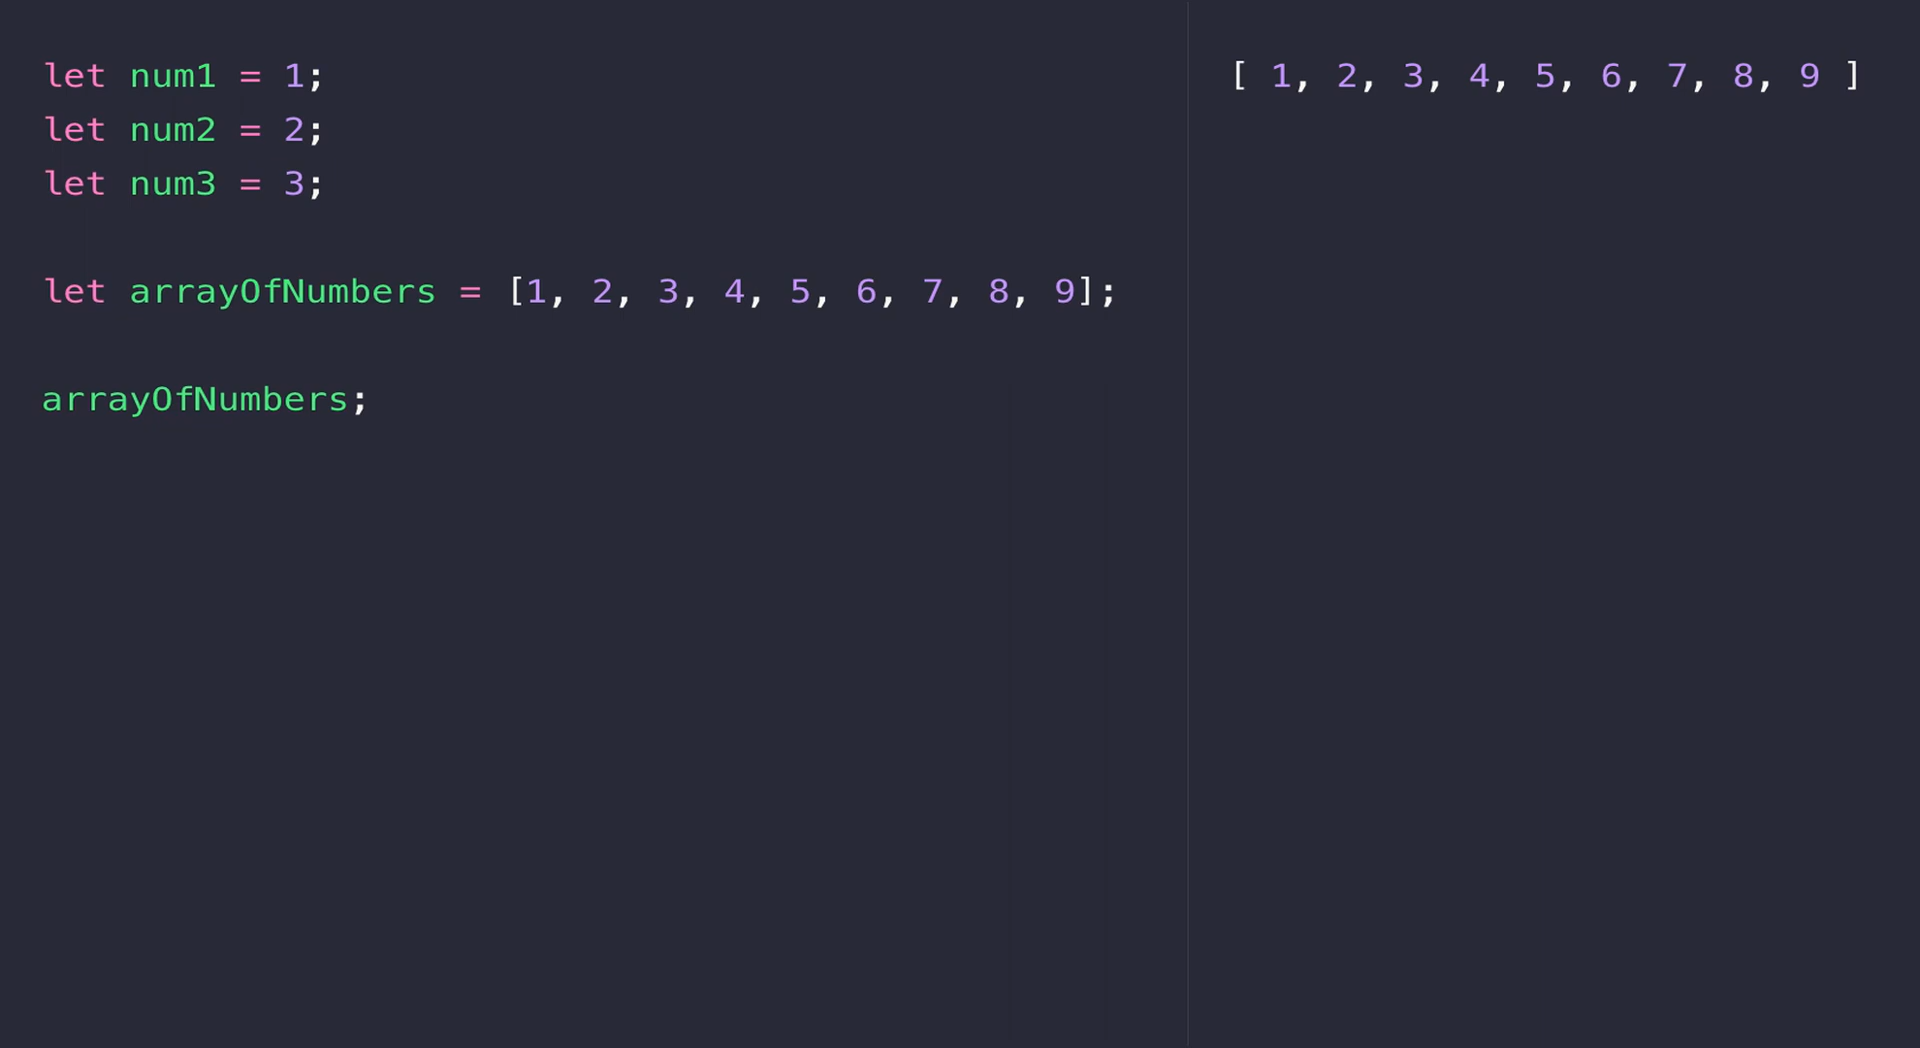 let num1 = 1;
let num2 = 2;
let num3 = 3;
let arrayOfNumbers = [1, 2, 3, 4, 5, 6, 7, 8, 9];
arrayOfNumbers;
[ 1, 2, 3, 4, 5, 6, 7, 8, 9 ]